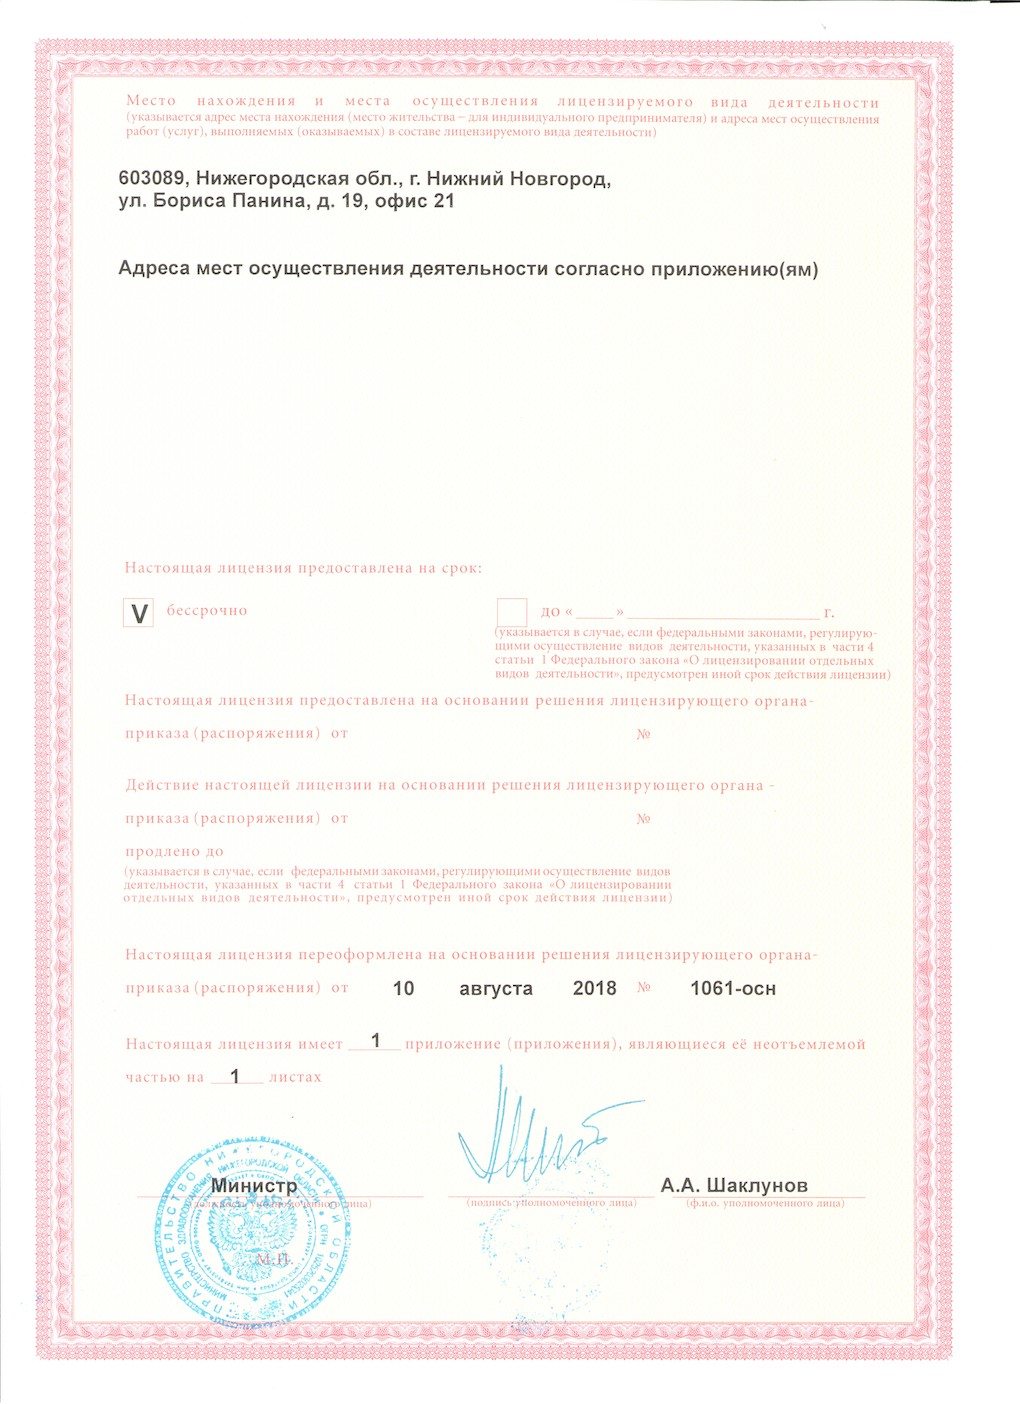 Место нахождения и места осуществления лицензируемого вида деятельности
(указывается адрес места нахождения (место жительства – для индивидуального предпринимателя) и адреса мест осуществления
работ (услуг), выполняемых (оказываемых) в составе лицензируемого вида деятельности)
603089, Нижегородская обл., г. Нижний Новгород,
ул. Бориса Панина, д. 19, офис 21
Адреса мест осуществления деятельности согласно приложению(ям)
Настоящая лицензия предоставлена на срок:
V бессрочно
до « ____ » ____________________ г.
(указывается в случае, если федеральными законами, регулирую-
щими осуществление видов деятельности, указанных в части 4
статьи 1 Федерального закона «О лицензировании отдельных
видов деятельности», предусмотрен иной срок действия лицензии)
Настоящая лицензия предоставлена на основании решения лицензирующего органа-
приказа (распоряжения) от №
Действие настоящей лицензии на основании решения лицензирующего органа -
приказа (распоряжения) от №
продлено до
(указывается в случае, если федеральными законами, регулирующими осуществление видов
деятельности, указанных в части 4 статьи 1 Федерального закона «О лицензировании
отдельных видов деятельности», предусмотрен иной срок действия лицензии)
Настоящая лицензия переоформлена на основании решения лицензирующего органа-
приказа (распоряжения) от 10 августа 2018 № 1061-осн
Настоящая лицензия имеет 1 приложение (приложения), являющиеся её неотъемлемой
частью на 1 листах
Министр
А.А. Шаклунов
(должность уполномоченного лица)
(подпись уполномоченного лица)
(ф.и.о. уполномоченного лица)
М.П.
ПРАВИТЕЛЬСТВО НИЖЕГОРОДСКОЙ ОБЛАСТИ
МИНИСТЕРСТВО ЗДРАВООХРАНЕНИЯ НИЖЕГОРОДСКОЙ ОБЛАСТИ